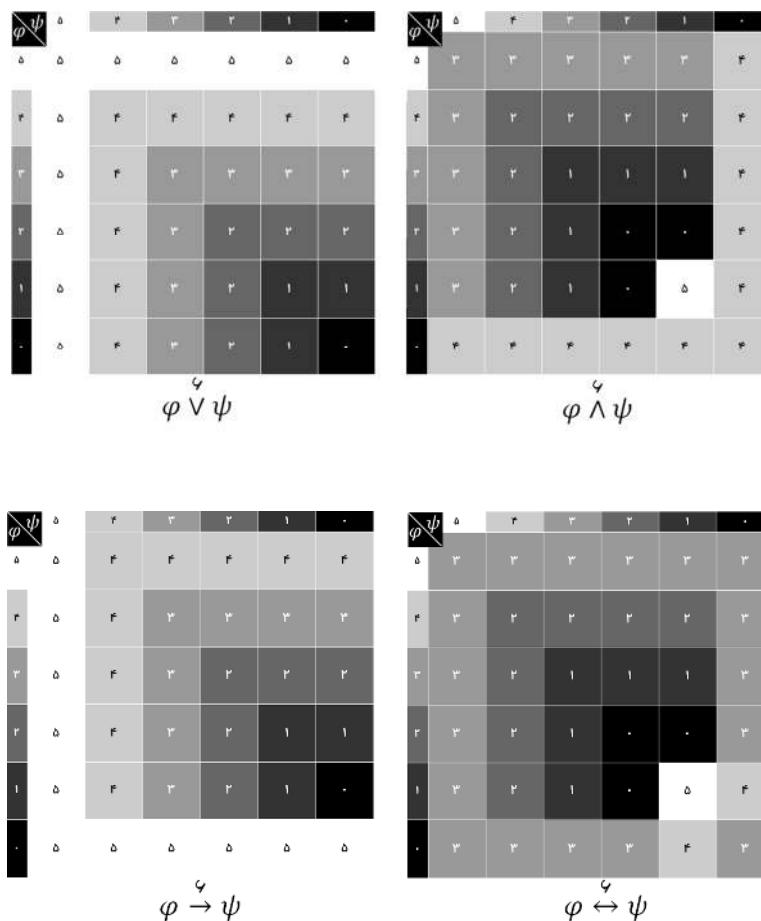 φ ψ ۵ ۴ ۳ ۲ ۱ ۰
۵ ۵ ۵ ۵ ۵ ۵ ۵
۴ ۵ ۴ ۴ ۴ ۴ ۴
۳ ۵ ۴ ۳ ۳ ۳ ۳
۲ ۵ ۴ ۳ ۲ ۲ ۲
۱ ۵ ۴ ۳ ۲ ۱ ۱
۰ ۵ ۴ ۳ ۲ ۱ ۰
۶
φ ∨ ψ
φ ψ ۵ ۴ ۳ ۲ ۱ ۰
۵ ۳ ۳ ۳ ۳ ۳ ۴
۴ ۳ ۲ ۲ ۲ ۲ ۴
۳ ۳ ۲ ۱ ۱ ۱ ۴
۲ ۳ ۲ ۱ ۰ ۰ ۴
۱ ۳ ۲ ۱ ۰ ۵ ۴
۰ ۴ ۴ ۴ ۴ ۴ ۴
۶
φ ∧ ψ
φ ψ ۵ ۴ ۳ ۲ ۱ ۰
۵ ۵ ۴ ۴ ۴ ۴ ۴
۴ ۵ ۴ ۳ ۳ ۳ ۳
۳ ۵ ۴ ۳ ۲ ۲ ۲
۲ ۵ ۴ ۳ ۲ ۱ ۱
۱ ۵ ۴ ۳ ۲ ۱ ۰
۰ ۵ ۵ ۵ ۵ ۵ ۵
۶
φ → ψ
φ ψ ۵ ۴ ۳ ۲ ۱ ۰
۵ ۳ ۳ ۳ ۳ ۳ ۳
۴ ۳ ۲ ۲ ۲ ۲ ۳
۳ ۳ ۲ ۱ ۱ ۱ ۳
۲ ۳ ۲ ۱ ۰ ۰ ۳
۱ ۳ ۲ ۱ ۰ ۵ ۴
۰ ۳ ۳ ۳ ۳ ۴ ۳
۶
φ ↔ ψ